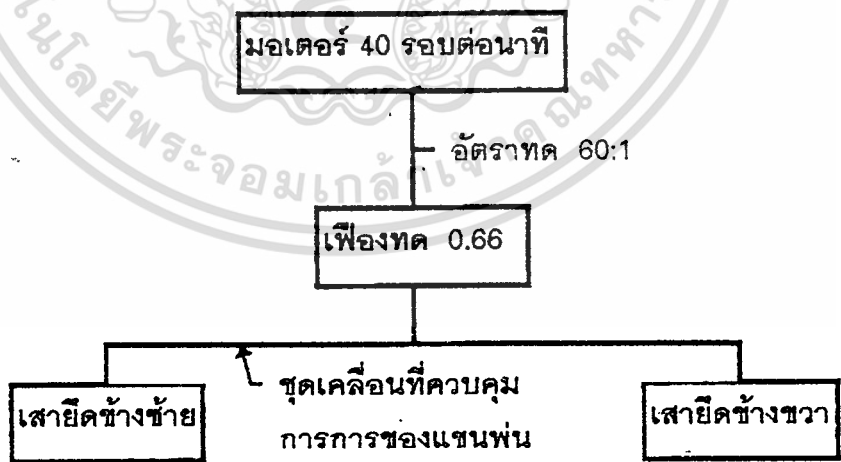 มอเตอร์ 40 รอบต่อนาที
อัตราทด 60:1
เฟืองทด 0.66
เสายึดข้างซ้าย
ชุดเคลื่อนที่ควบคุม
การการของแขนพ่น
เสายึดข้างขวา